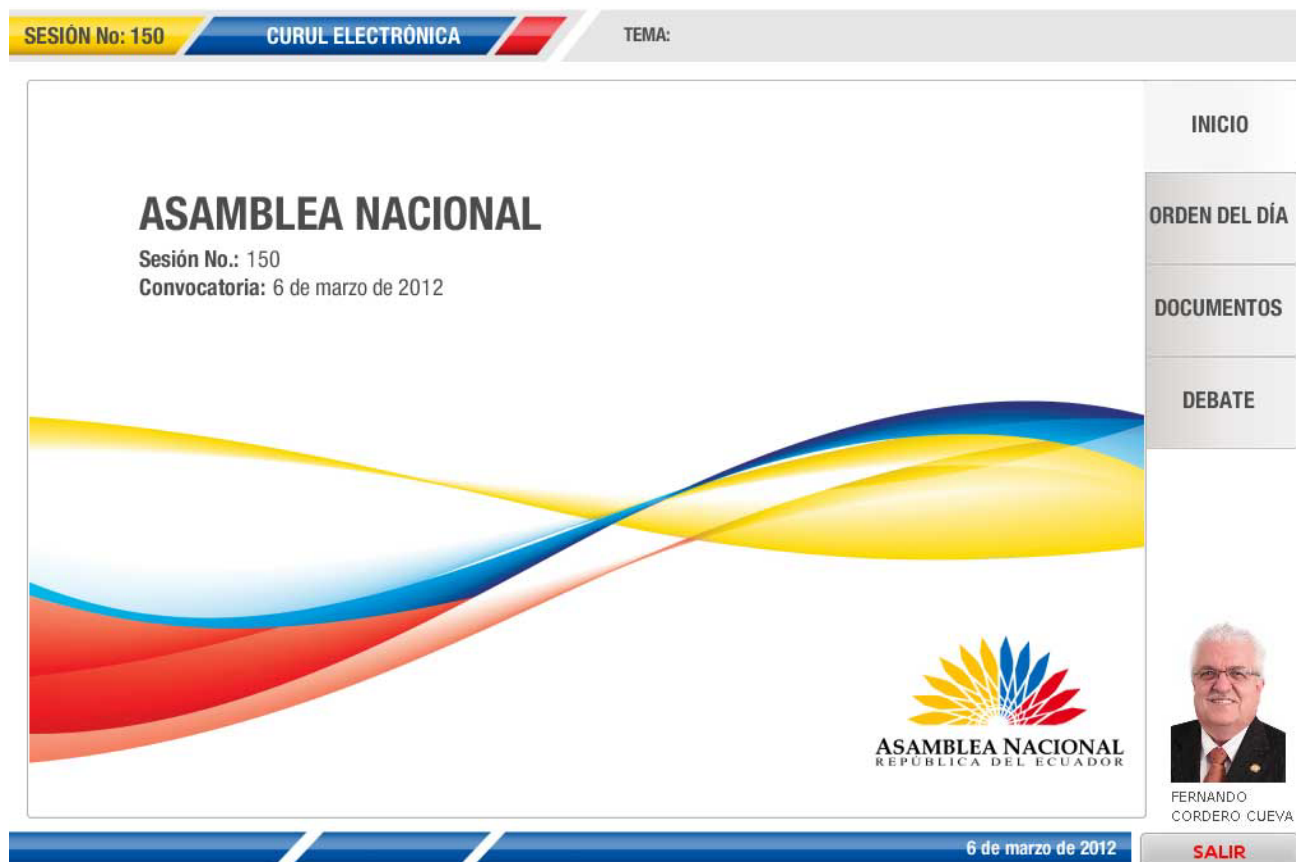 SESIÓN No: 150
CURUL ELECTRÓNICA
TEMA:
ASAMBLEA NACIONAL
Sesión No.: 150
Convocatoria: 6 de marzo de 2012
INICIO
ORDEN DEL DÍA
DOCUMENTOS
DEBATE
ASAMBLEA NACIONAL
REPÚBLICA DEL ECUADOR
FERNANDO
CORDERO CUEVA
6 de marzo de 2012
SALIR